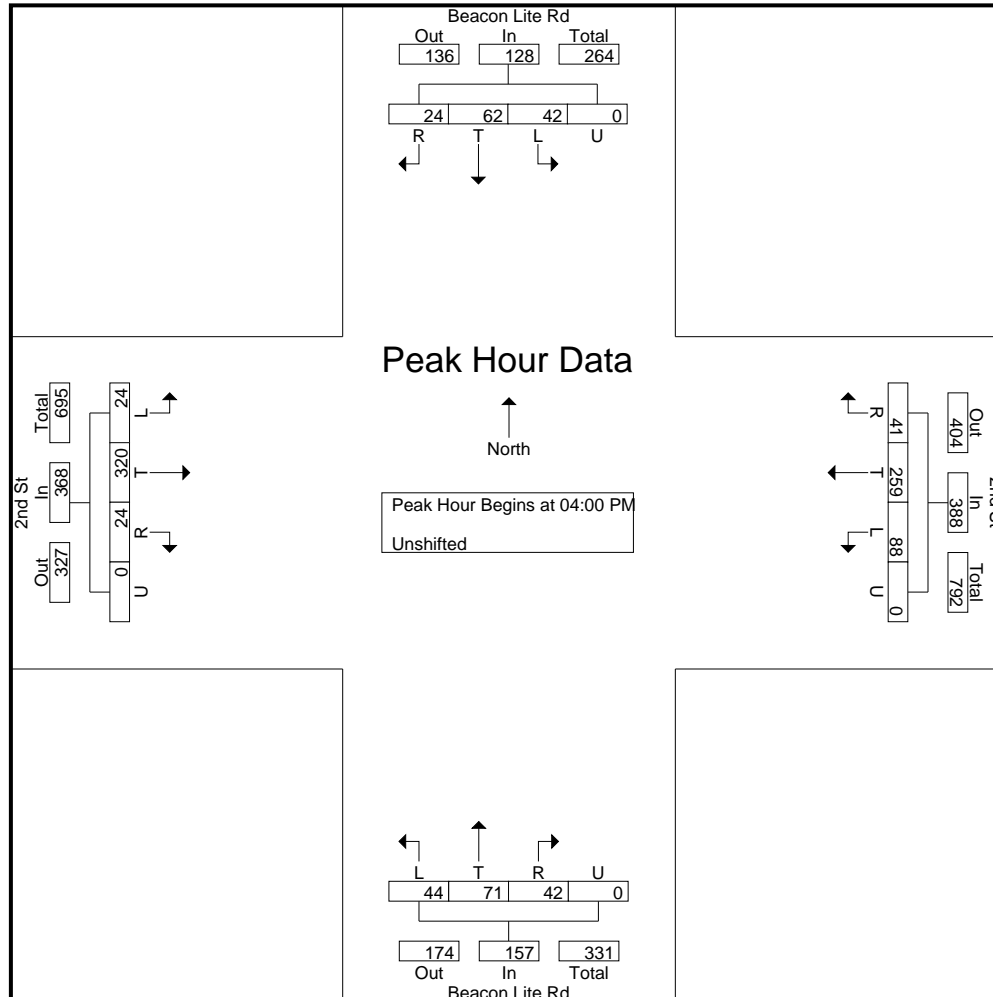 Beacon Lite Rd
Out In Total
136 128 264
24 62 42 0
R T L U
Peak Hour Data
North
Peak Hour Begins at 04:00 PM
Unshifted
2nd St
Total In Out
695 368 327
24 320 24 0
L T R U
R T L U
41 259 88 0
Out In Total
404 388 792
2nd St
L T R U
44 71 42 0
174 157 331
Out In Total
Beacon Lite Rd